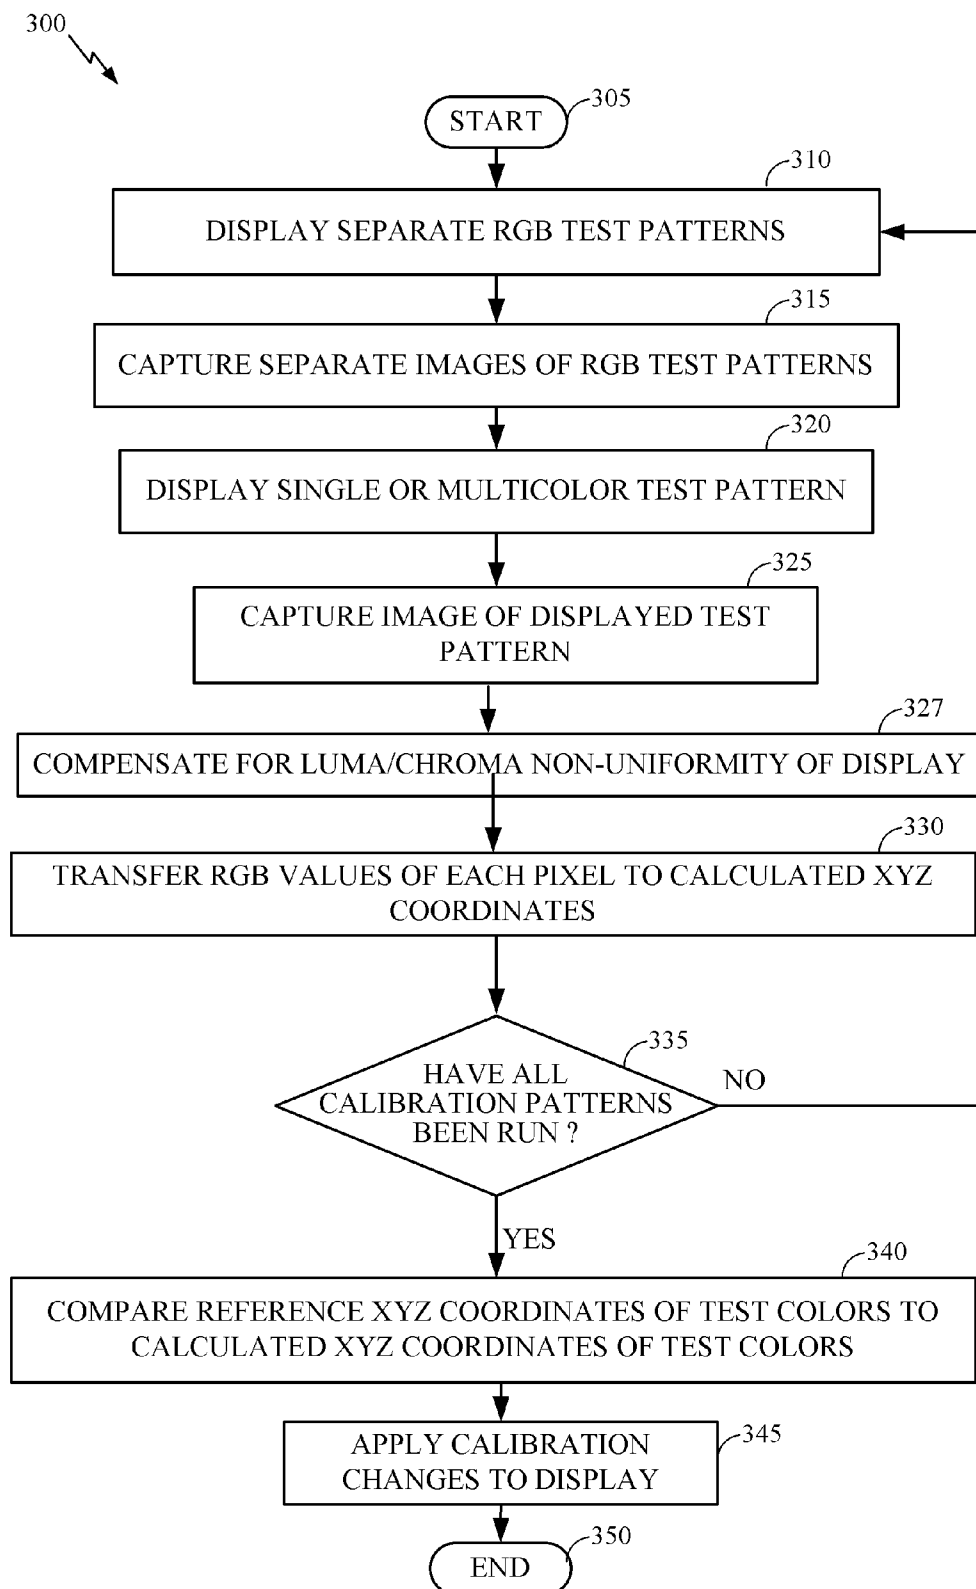 300
START
305
310
DISPLAY SEPARATE RGB TEST PATTERNS
315
CAPTURE SEPARATE IMAGES OF RGB TEST PATTERNS
320
DISPLAY SINGLE OR MULTICOLOR TEST PATTERN
325
CAPTURE IMAGE OF DISPLAYED TEST
PATTERN
327
COMPENSATE FOR LUMA/CHROMA NON-UNIFORMITY OF DISPLAY
330
TRANSFER RGB VALUES OF EACH PIXEL TO CALCULATED XYZ
COORDINATES
335
HAVE ALL
CALIBRATION PATTERNS
BEEN RUN ?
NO
YES
340
COMPARE REFERENCE XYZ COORDINATES OF TEST COLORS TO
CALCULATED XYZ COORDINATES OF TEST COLORS
345
APPLY CALIBRATION
CHANGES TO DISPLAY
350
END